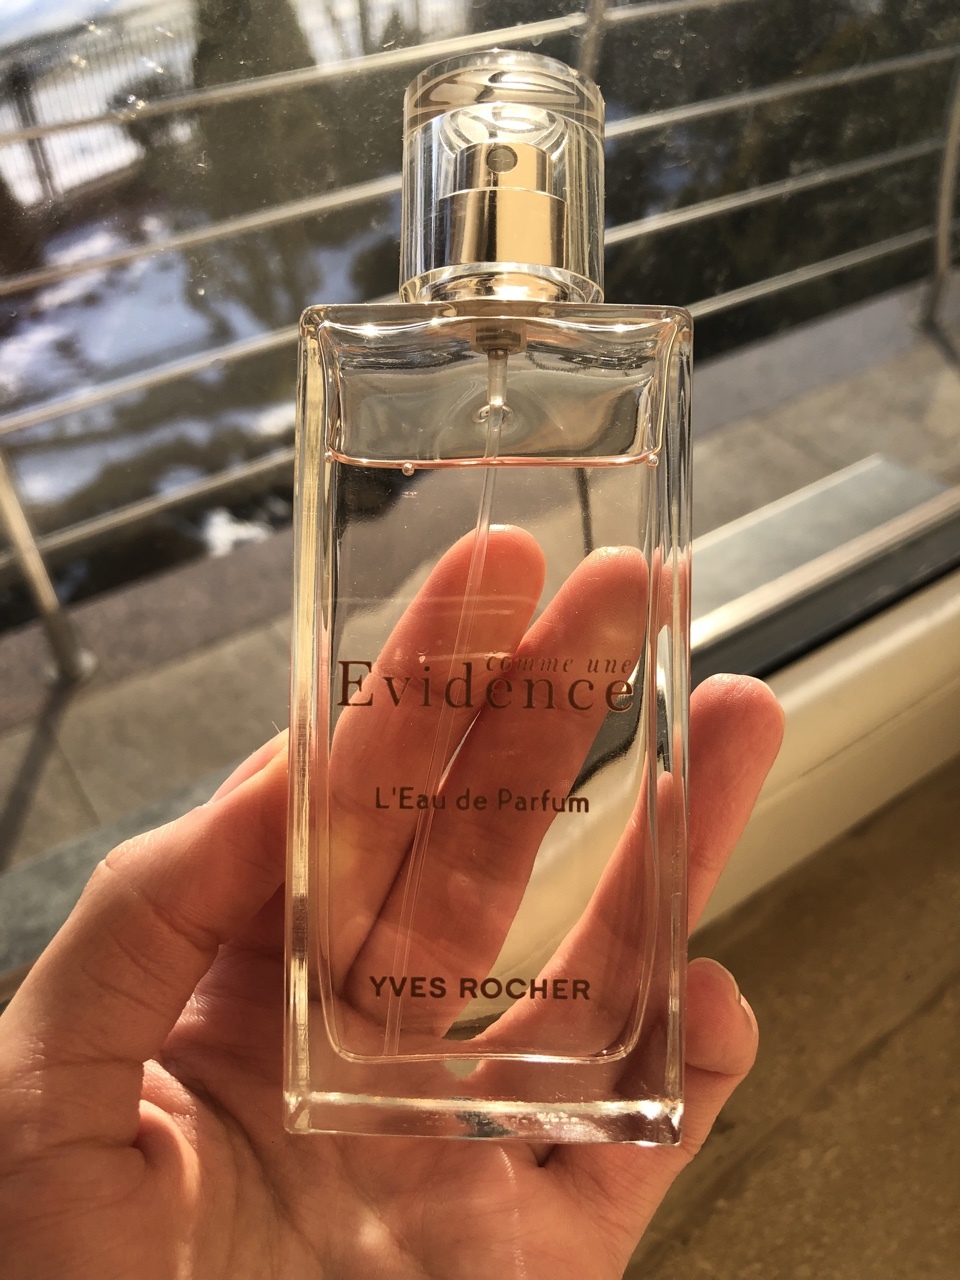 comme une
Evidence
L'Eau de Parfum
YVES ROCHER